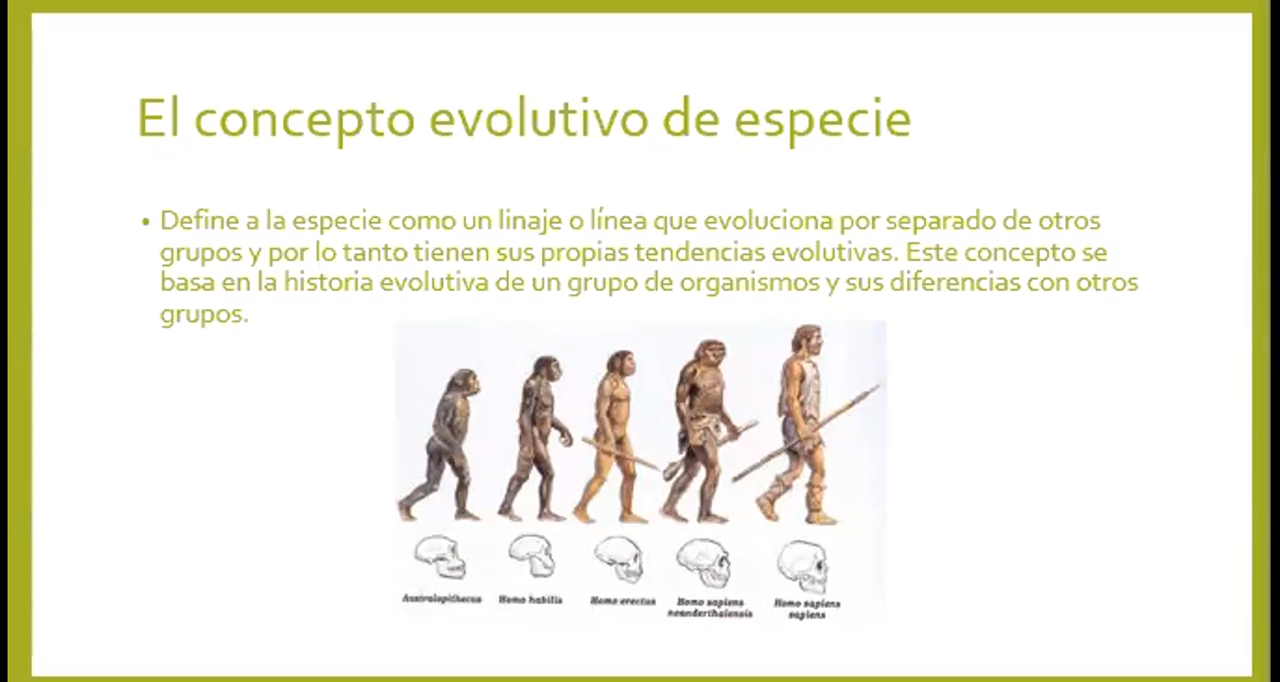 El concepto evolutivo de especie
• Define a la especie como un linaje o línea que evoluciona por separado de otros
grupos y por lo tanto tienen sus propias tendencias evolutivas. Este concepto se
basa en la historia evolutiva de un grupo de organismos y sus diferencias con otros
grupos.
Australopithecus
Homo habilis
Homo erectus
Homo sapiens
neanderthalensis
Homo sapiens
sapiens